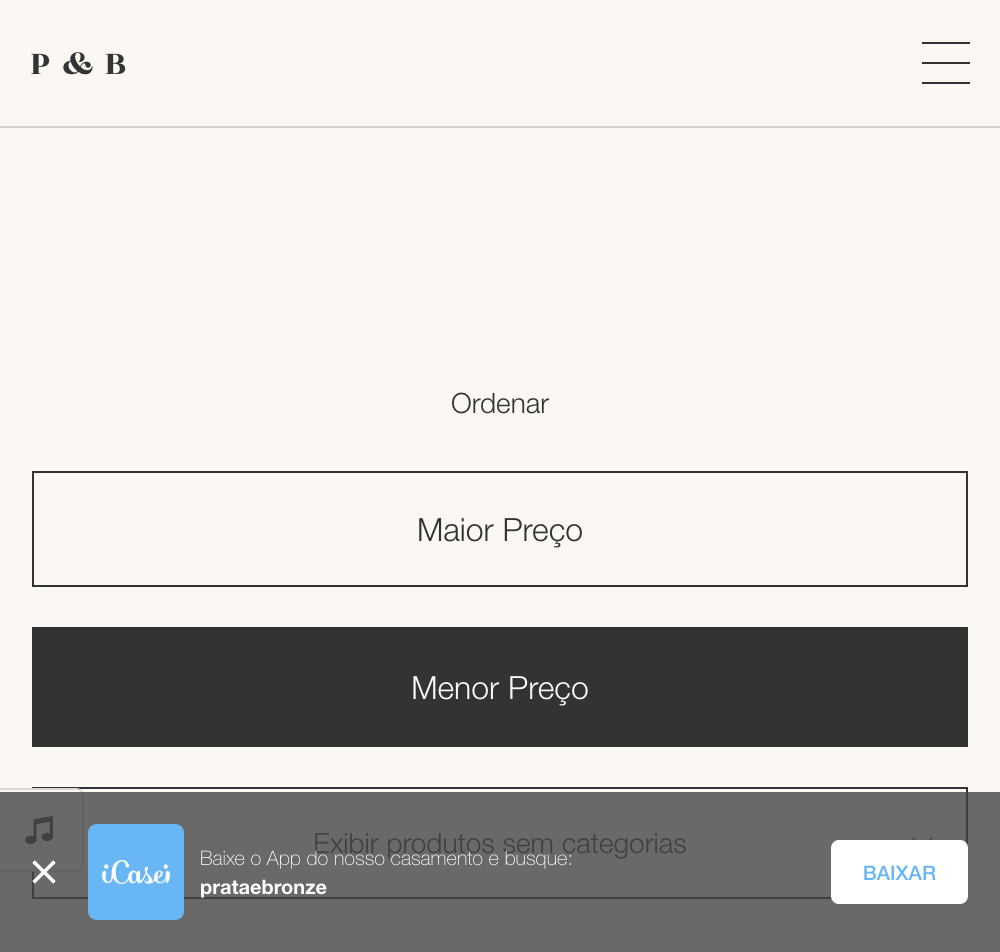 P & B
Ordenar
Maior Preço
Menor Preço
Exibir produtos sem categorias
iCasei
Baixe o App do nosso casamento e busque:
prataebronze
BAIXAR